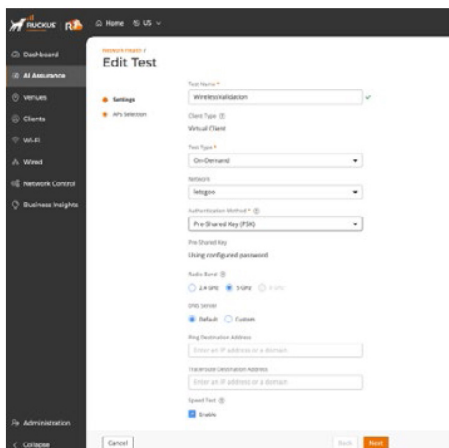 RUCKUS R
Home US
Dashboard
AI Assurance
Venues
Clients
Wi-Fi
Wired
Network Control
Business Insights
Administration
Collapse
Network Health /
Edit Test
Settings
APs Selection
Test Name *
WirelessValidation
Client Type
Virtual Client
Test Type *
On-Demand
Network
Authentication Method *
Pre-Shared Key (PSK)
Pre-Shared Key
Using configured password
Radio Band
2.4 GHz 5 GHz 6 GHz
DNS Server
Default Custom
Ping Destination Address
Enter an IP address or a domain
Traceroute Destination Address
Enter an IP address or a domain
Speed Test
Enable
Cancel Back Next